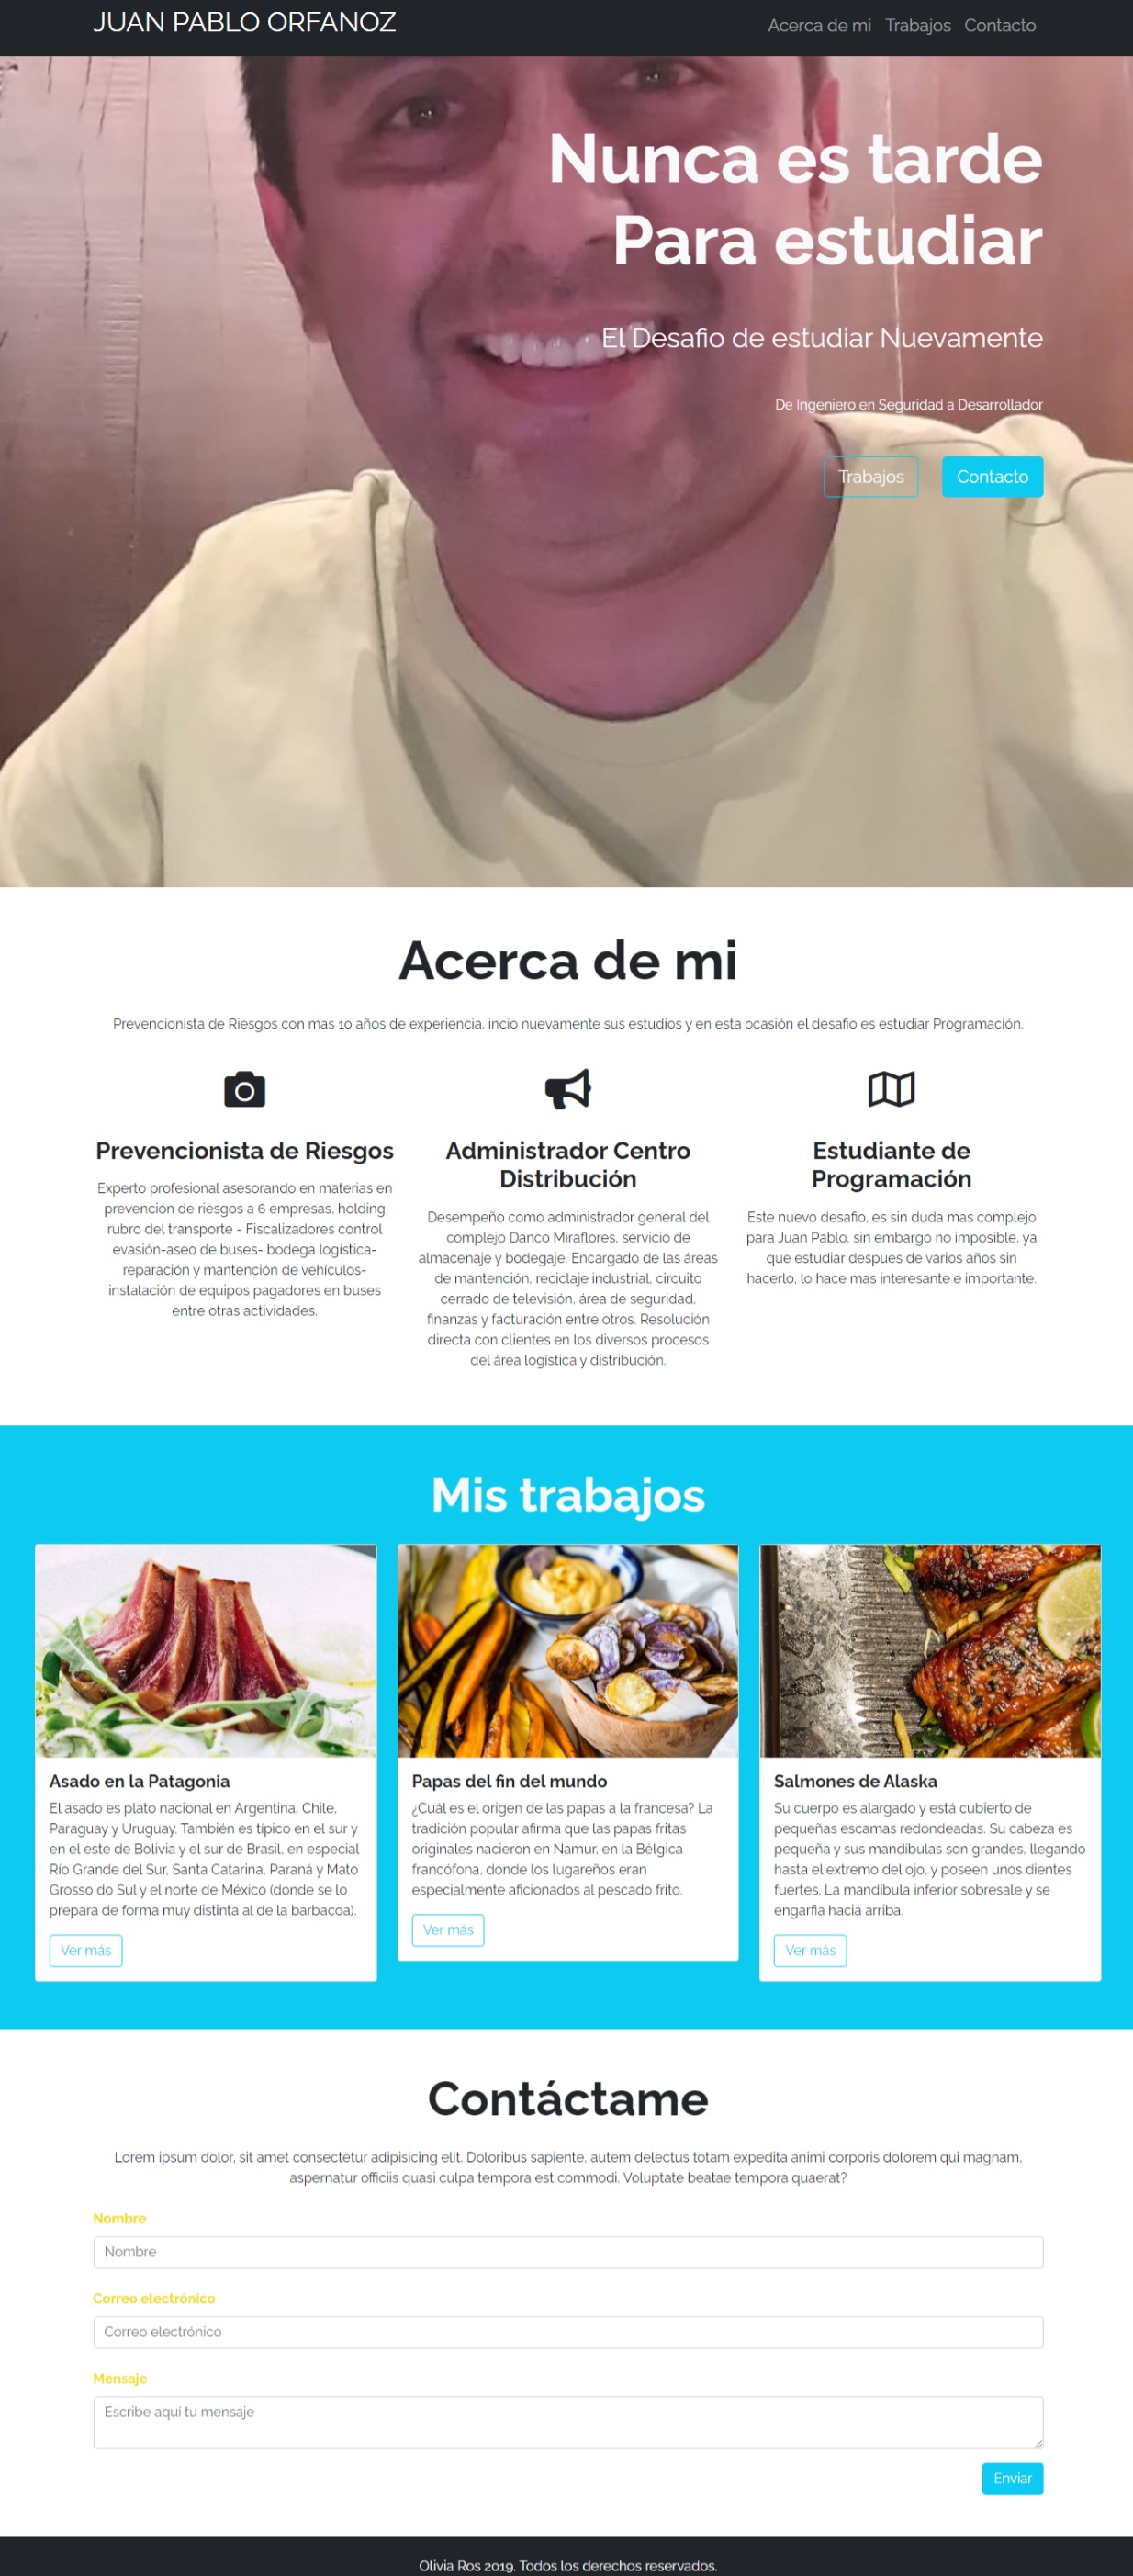 JUAN PABLO ORFANOZ
Acerca de mi Trabajos Contacto
Nunca es tarde
Para estudiar
El Desafio de estudiar Nuevamente
De Ingeniero en Seguridad a Desarrollador
Trabajos Contacto
Acerca de mi
Prevencionista de Riesgos con mas 10 años de experiencia, incio nuevamente sus estudios y en esta ocasión el desafio es estudiar Programación.
Prevencionista de Riesgos
Experto profesional asesorando en materias en
prevención de riesgos a 6 empresas, holding
rubro del transporte - Fiscalizadores control
evasión-aseo de buses- bodega logística-
reparación y mantención de vehículos-
instalación de equipos pagadores en buses
entre otras actividades.
Administrador Centro
Distribución
Desempeño como administrador general del
complejo Danco Miraflores, servicio de
almacenaje y bodegaje. Encargado de las áreas
de mantención, reciclaje industrial, circuito
cerrado de televisión, área de seguridad,
finanzas y facturación entre otros. Resolución
directa con clientes en los diversos procesos
del área logística y distribución.
Estudiante de
Programación
Este nuevo desafio, es sin duda mas complejo
para Juan Pablo, sin embargo no imposible, ya
que estudiar despues de varios años sin
hacerlo, lo hace mas interesante e importante.
Mis trabajos
Asado en la Patagonia
El asado es plato nacional en Argentina, Chile,
Paraguay y Uruguay. También es típico en el sur y
en el este de Bolivia y el sur de Brasil, en especial
Río Grande del Sur, Santa Catarina, Paraná y Mato
Grosso do Sul y el norte de México (donde se lo
prepara de forma muy distinta al de la barbacoa).
Ver más
Papas del fin del mundo
¿Cuál es el origen de las papas a la francesa? La
tradición popular afirma que las papas fritas
originales nacieron en Namur, en la Bélgica
francófona, donde los lugareños eran
especialmente aficionados al pescado frito.
Ver más
Salmones de Alaska
Su cuerpo es alargado y está cubierto de
pequeñas escamas redondeadas. Su cabeza es
pequeña y sus mandíbulas son grandes, llegando
hasta el extremo del ojo, y poseen unos dientes
fuertes. La mandíbula inferior sobresale y se
engarfia hacia arriba.
Ver más
Contáctame
Lorem ipsum dolor, sit amet consectetur adipisicing elit. Doloribus sapiente, autem delectus totam expedita animi corporis dolorem qui magnam,
aspernatur officiis quasi culpa tempora est commodi. Voluptate beatae tempora quaerat?
Nombre
Nombre
Correo electrónico
Correo electrónico
Mensaje
Escribe aquí tu mensaje
Enviar
Olivia Ros 2019. Todos los derechos reservados.